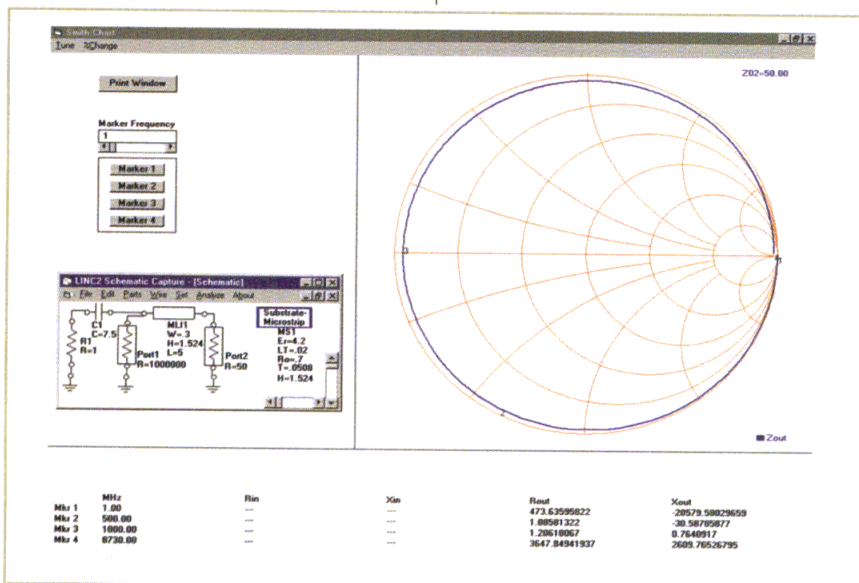 Smith Chart
Tune %Change
Print Window
Z02=50.00
Marker Frequency
1
Marker 1
Marker 2
Marker 3
Marker 4
3
2
LINC2 Schematic Capture - [Schematic]
File Edit Parts Wire Set Analyze About
C1
C=7.5
R1
R=1
Port1
R=1000000
MLI1
W=.3
H=1.524
L=5
Port2
R=50
Substrate-
Microstrip
MS1
Er=4.2
LT=.02
Ro=.7
T=.0508
H=1.524
Zout
MHz Rin Xin Rout Xout
Mkr 1 1.00 --- --- 473.63595822 -20579.58029659
Mkr 2 500.00 --- --- 1.08581322 -30.58785877
Mkr 3 1000.00 --- --- 1.20618067 0.7640917
Mkr 4 8730.00 --- --- 3647.84941937 2609.76526795